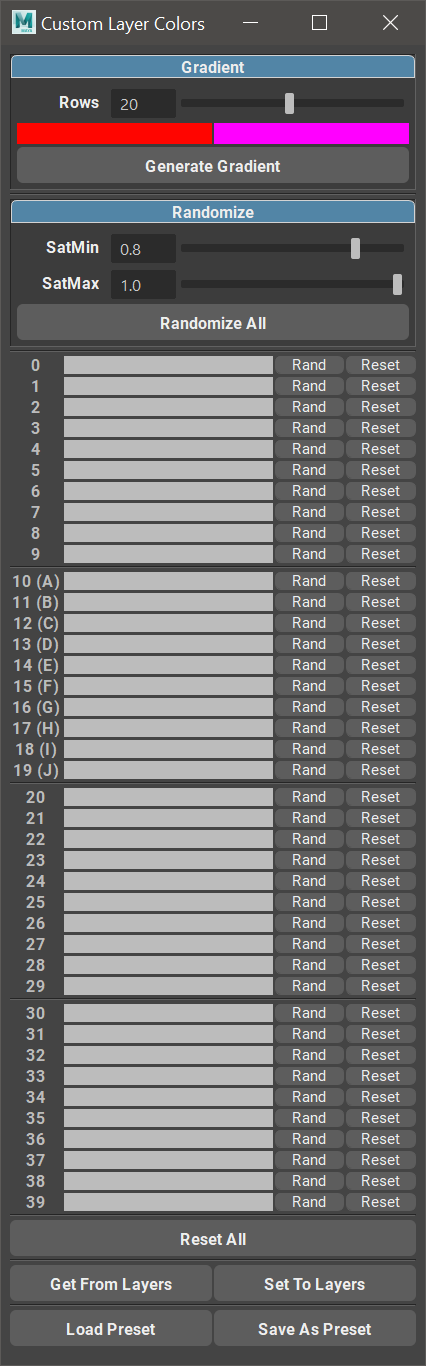 M Custom Layer Colors
Gradient
Rows 20
Generate Gradient
Randomize
SatMin 0.8
SatMax 1.0
Randomize All
0 Rand Reset
1 Rand Reset
2 Rand Reset
3 Rand Reset
4 Rand Reset
5 Rand Reset
6 Rand Reset
7 Rand Reset
8 Rand Reset
9 Rand Reset
10 (A) Rand Reset
11 (B) Rand Reset
12 (C) Rand Reset
13 (D) Rand Reset
14 (E) Rand Reset
15 (F) Rand Reset
16 (G) Rand Reset
17 (H) Rand Reset
18 (I) Rand Reset
19 (J) Rand Reset
20 Rand Reset
21 Rand Reset
22 Rand Reset
23 Rand Reset
24 Rand Reset
25 Rand Reset
26 Rand Reset
27 Rand Reset
28 Rand Reset
29 Rand Reset
30 Rand Reset
31 Rand Reset
32 Rand Reset
33 Rand Reset
34 Rand Reset
35 Rand Reset
36 Rand Reset
37 Rand Reset
38 Rand Reset
39 Rand Reset
Reset All
Get From Layers Set To Layers
Load Preset Save As Preset